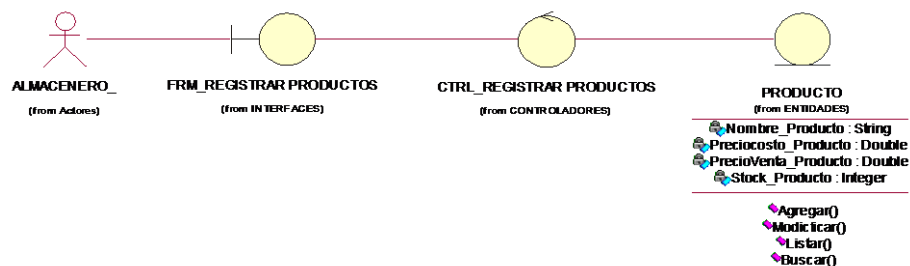 ALMACENERO_
(from Actores)
FRM_REGISTRAR PRODUCTOS
(from INTERFACES)
CTRL_REGISTRAR PRODUCTOS
(from CONTROLADORES)
PRODUCTO
(from ENTIDADES)
Nombre_Producto : String
Preciocosto_Producto : Double
PrecioVenta_Producto : Double
Stock_Producto : Integer
Agregar()
Modicticar()
Listar()
Buscar()